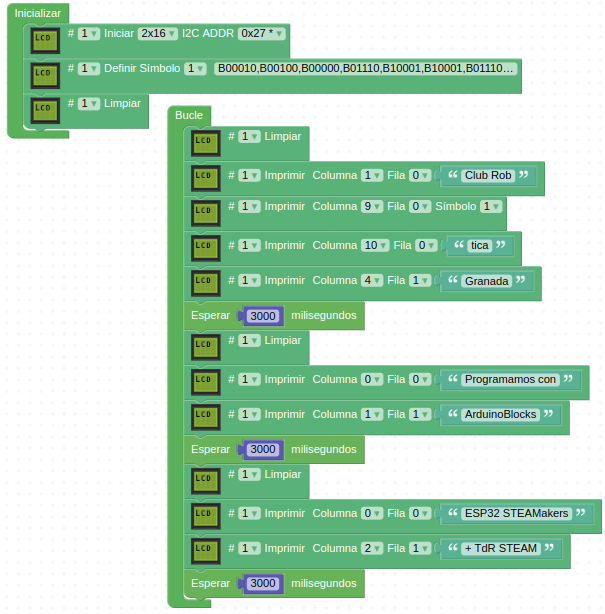 Inicializar
LCD # 1 Iniciar 2x16 I2C ADDR 0x27 *
LCD # 1 Definir Símbolo 1 B00010,B00100,B00000,B01110,B10001,B10001,B01110...
LCD # 1 Limpiar
Bucle
LCD # 1 Limpiar
LCD # 1 Imprimir Columna 1 Fila 0 “ Club Rob ”
LCD # 1 Imprimir Columna 9 Fila 0 Símbolo 1
LCD # 1 Imprimir Columna 10 Fila 0 “ tica ”
LCD # 1 Imprimir Columna 4 Fila 1 “ Granada ”
Esperar 3000 milisegundos
LCD # 1 Limpiar
LCD # 1 Imprimir Columna 0 Fila 0 “ Programamos con ”
LCD # 1 Imprimir Columna 1 Fila 1 “ ArduinoBlocks ”
Esperar 3000 milisegundos
LCD # 1 Limpiar
LCD # 1 Imprimir Columna 0 Fila 0 “ ESP32 STEAMakers ”
LCD # 1 Imprimir Columna 2 Fila 1 “ + TdR STEAM ”
Esperar 3000 milisegundos